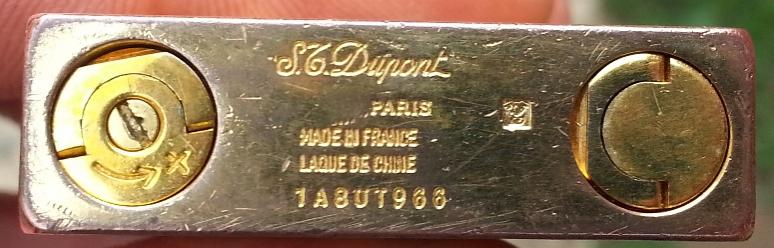 S.T. Dupont
PARIS
MADE IN FRANCE
LAQUE DE CHINE
1A8UT966